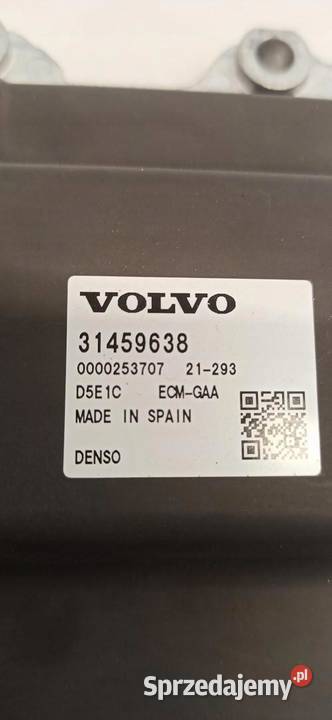 VOLVO
31459638
0000253707 21-293
D5E1C ECM-GAA
MADE IN SPAIN
DENSO
Sprzedajemy.pl